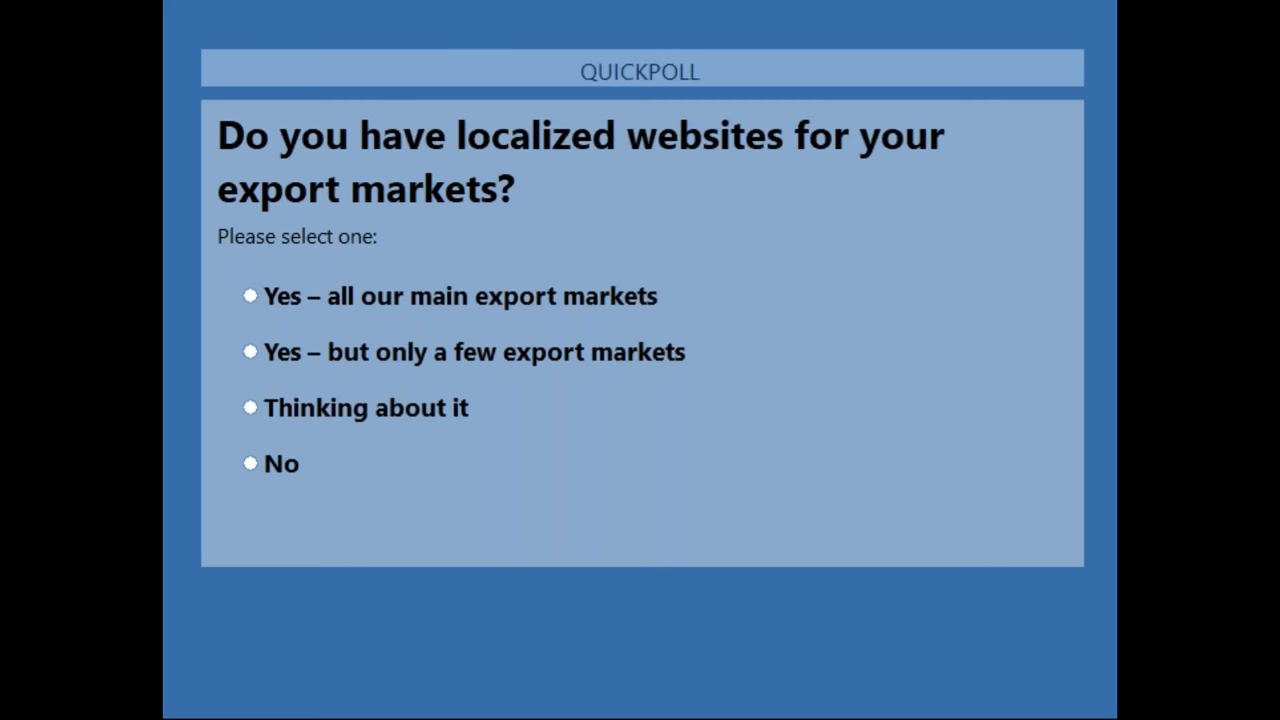 QUICKPOLL
Do you have localized websites for your
export markets?
Please select one:
Yes – all our main export markets
Yes – but only a few export markets
Thinking about it
No